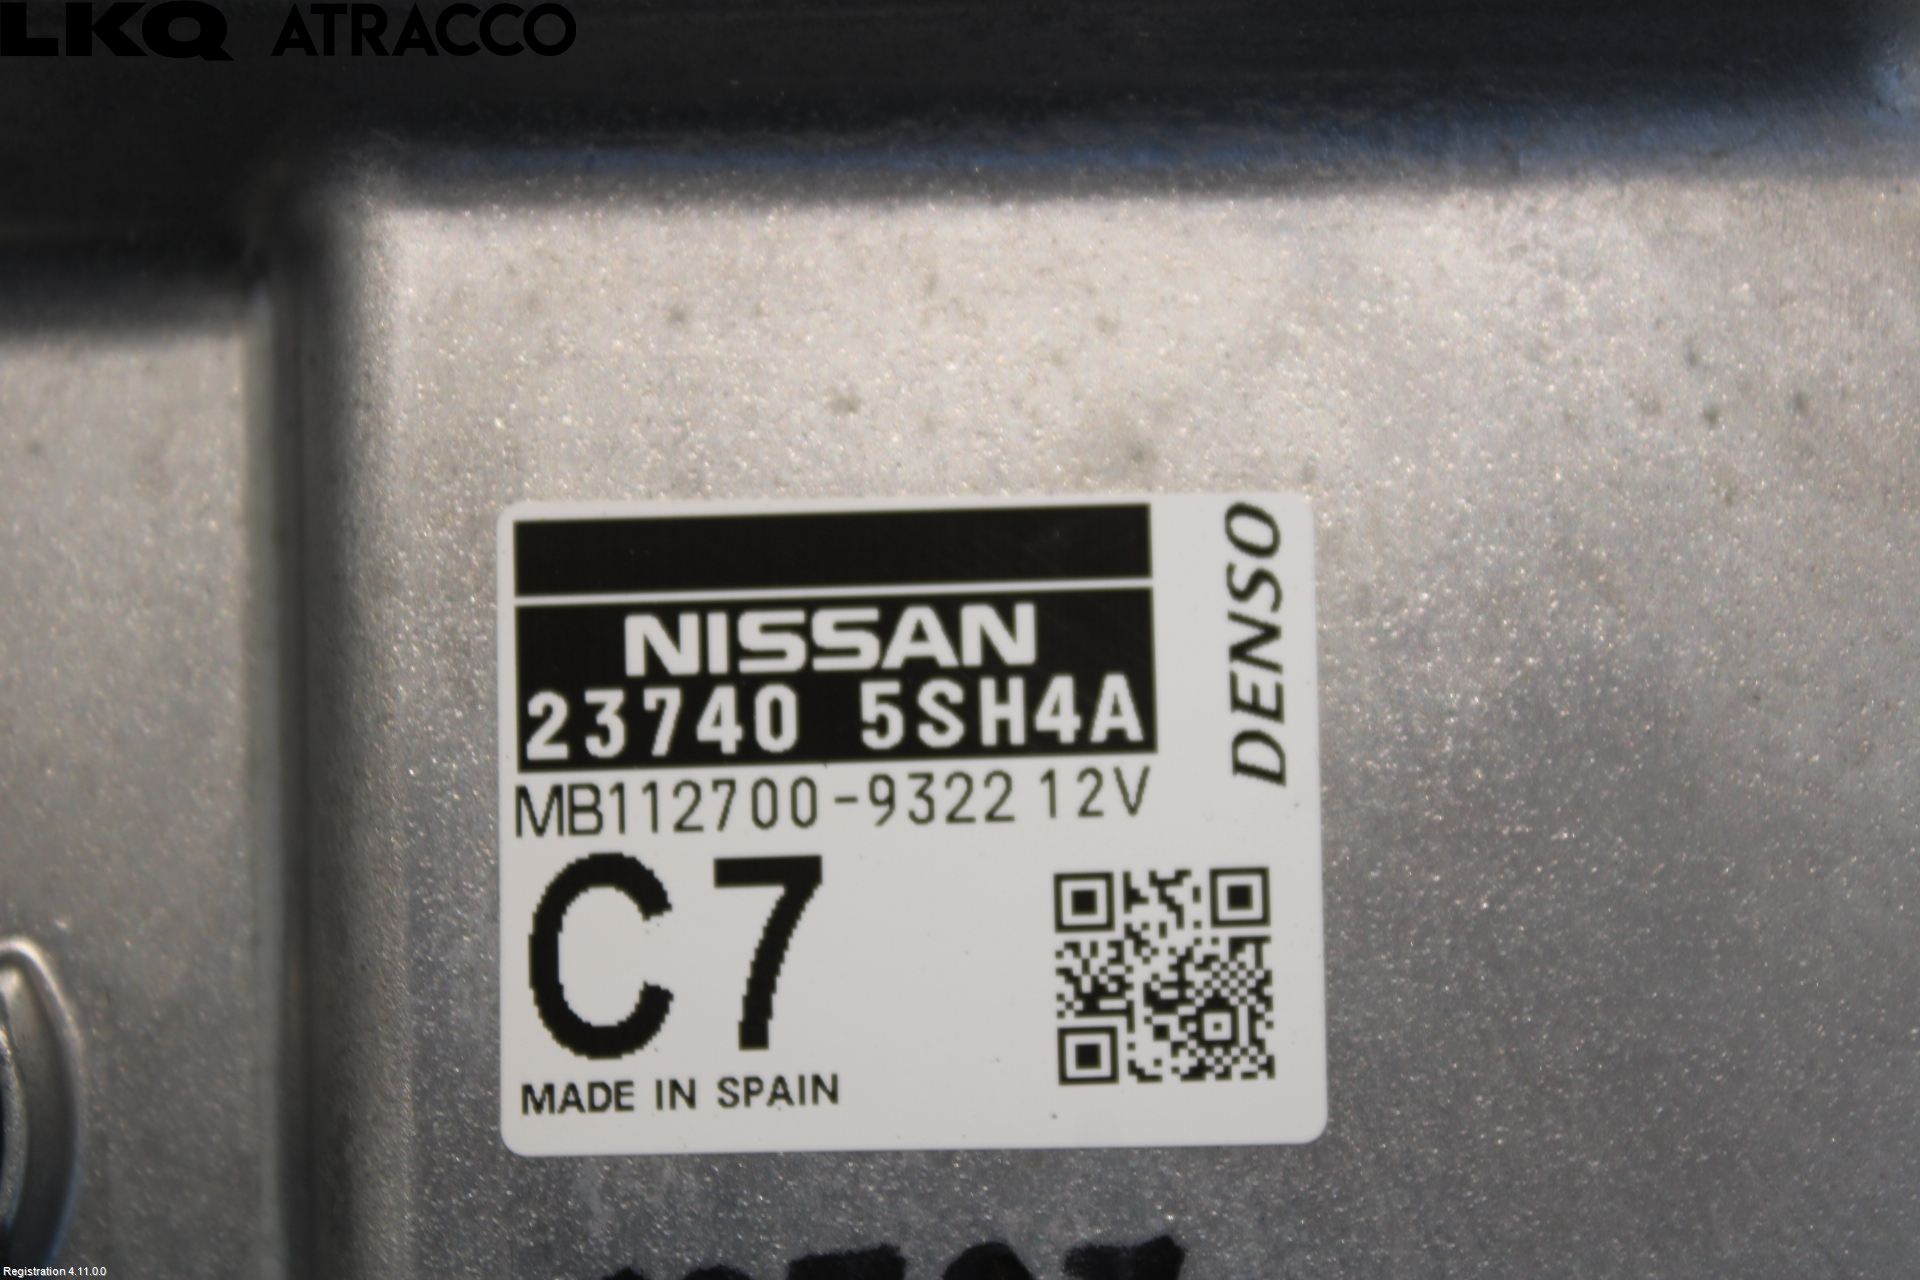 LKQ ATRACCO
NISSAN
23740 5SH4A
MB112700-9322 12V
DENSO
C7
MADE IN SPAIN
Registration 4.11.0.0